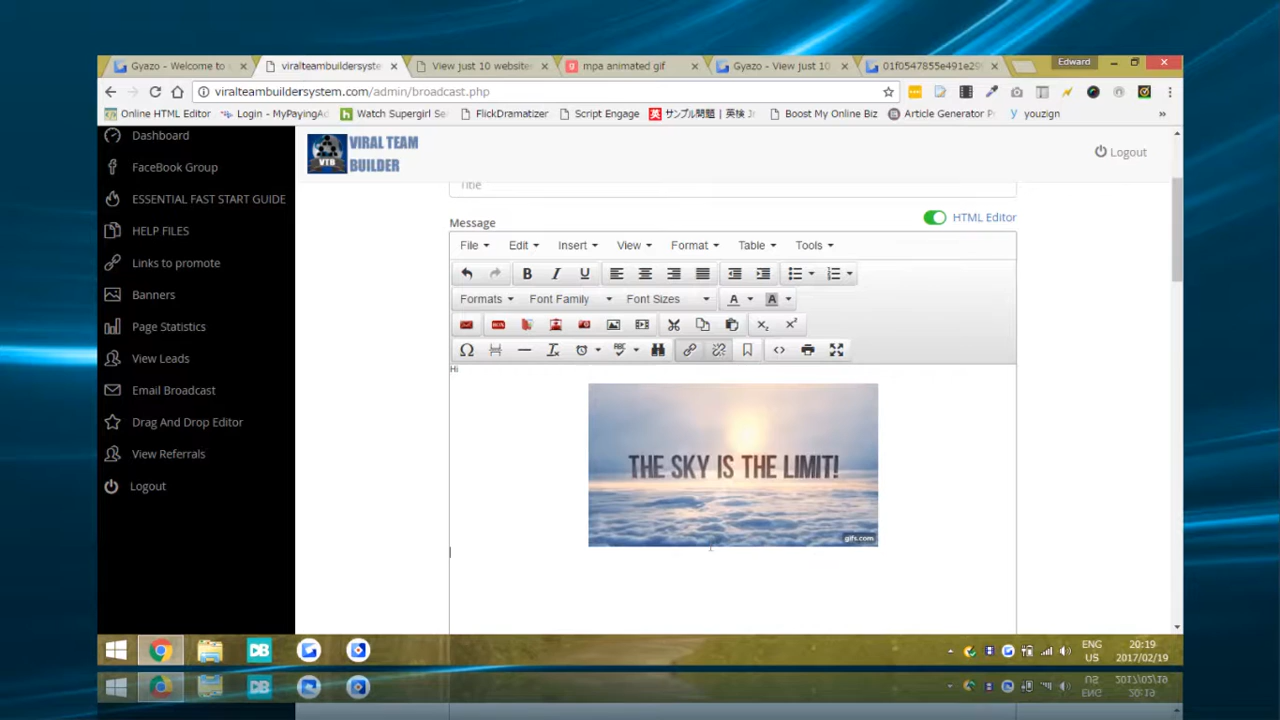 Gyazo - Welcome to
viralteambuildersyste
View just 10 website
mpa animated gif
Gyazo - View just 10
01f0547855e491e29
Edward
viralteambuildersystem.com/admin/broadcast.php
Online HTML Editor
Login - MyPayingAd
Watch Supergirl Se
FlickDramatizer
Script Engage
サンプル問題 | 英検 J
Boost My Online Biz
Article Generator P
youzign
»
Dashboard
FaceBook Group
ESSENTIAL FAST START GUIDE
HELP FILES
Links to promote
Banners
Page Statistics
View Leads
Email Broadcast
Drag And Drop Editor
View Referrals
Logout
VTB
VIRAL TEAM
BUILDER
Logout
Title
Message
HTML Editor
File Edit Insert View Format Table Tools
Formats Font Family Font Sizes A A
Hi
THE SKY IS THE LIMIT!
gifs.com
DB
ENG
US
20:19
2017/02/19